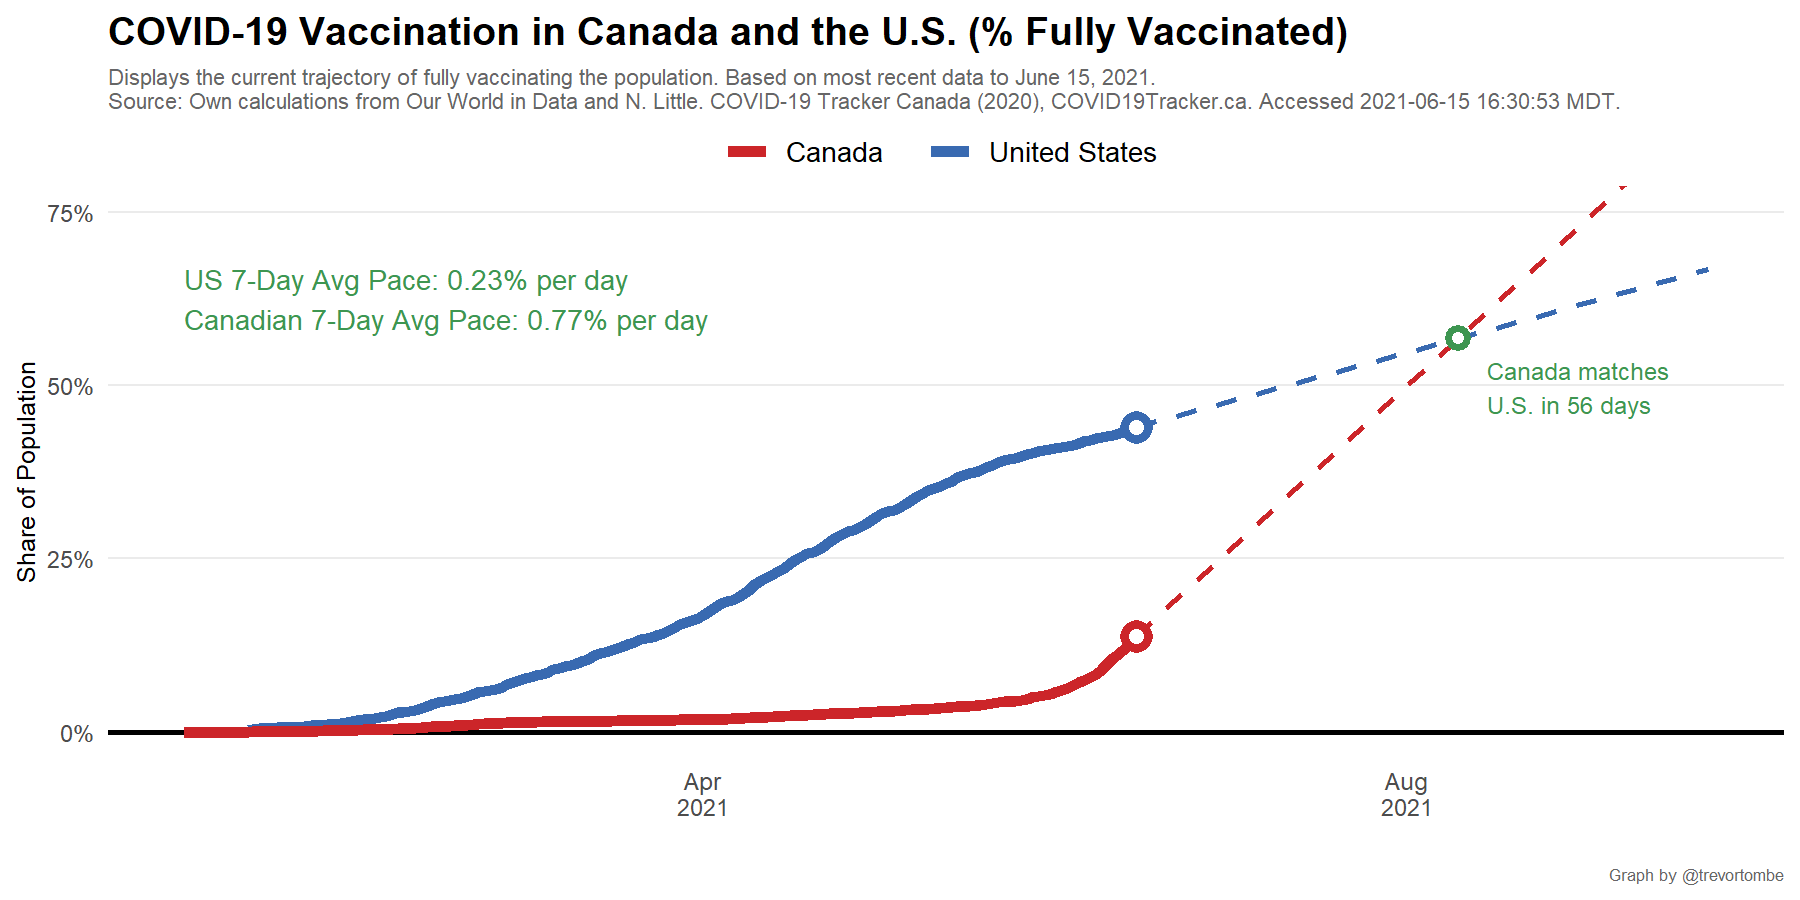 COVID-19 Vaccination in Canada and the U.S. (% Fully Vaccinated)
Displays the current trajectory of fully vaccinating the population. Based on most recent data to June 15, 2021.
Source: Own calculations from Our World in Data and N. Little. COVID-19 Tracker Canada (2020), COVID19Tracker.ca. Accessed 2021-06-15 16:30:53 MDT.
Canada
United States
75%
US 7-Day Avg Pace: 0.23% per day
Canadian 7-Day Avg Pace: 0.77% per day
Share of Population
50%
Canada matches
U.S. in 56 days
25%
0%
Apr
2021
Aug
2021
Graph by @trevortombe